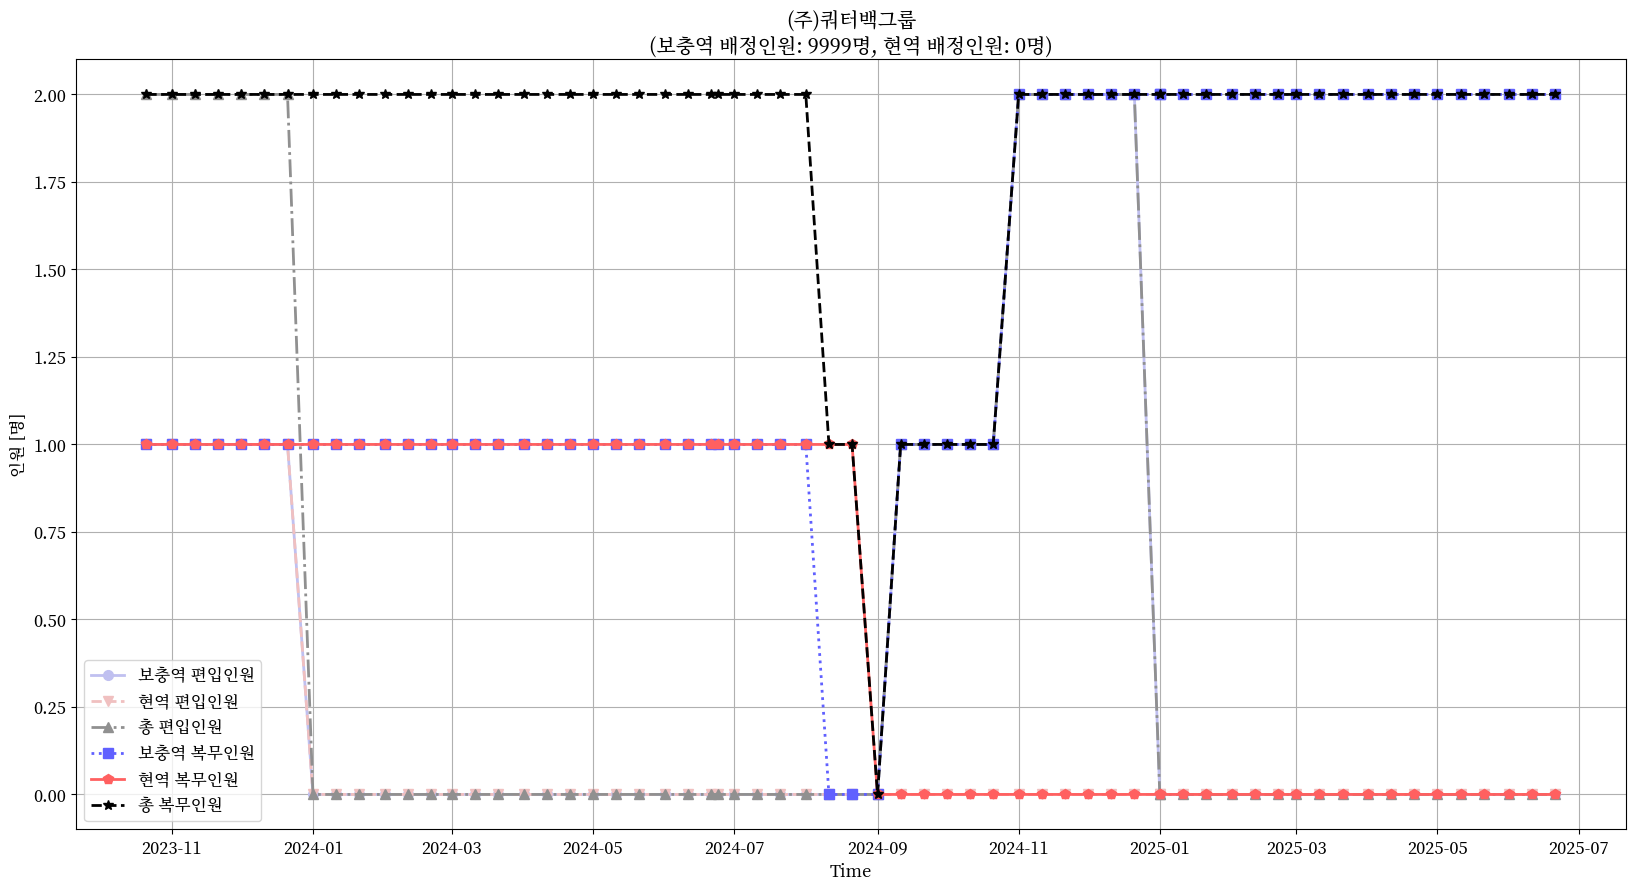 (주)쿼터백그룹
(보충역 배정인원: 9999명, 현역 배정인원: 0명)
2.00
1.75
1.50
1.25
1.00
0.75
0.50
0.25
0.00
인원 [명]
보충역 편입인원
현역 편입인원
총 편입인원
보충역 복무인원
현역 복무인원
총 복무인원
2023-11 2024-01 2024-03 2024-05 2024-07 2024-09 2024-11 2025-01 2025-03 2025-05 2025-07
Time